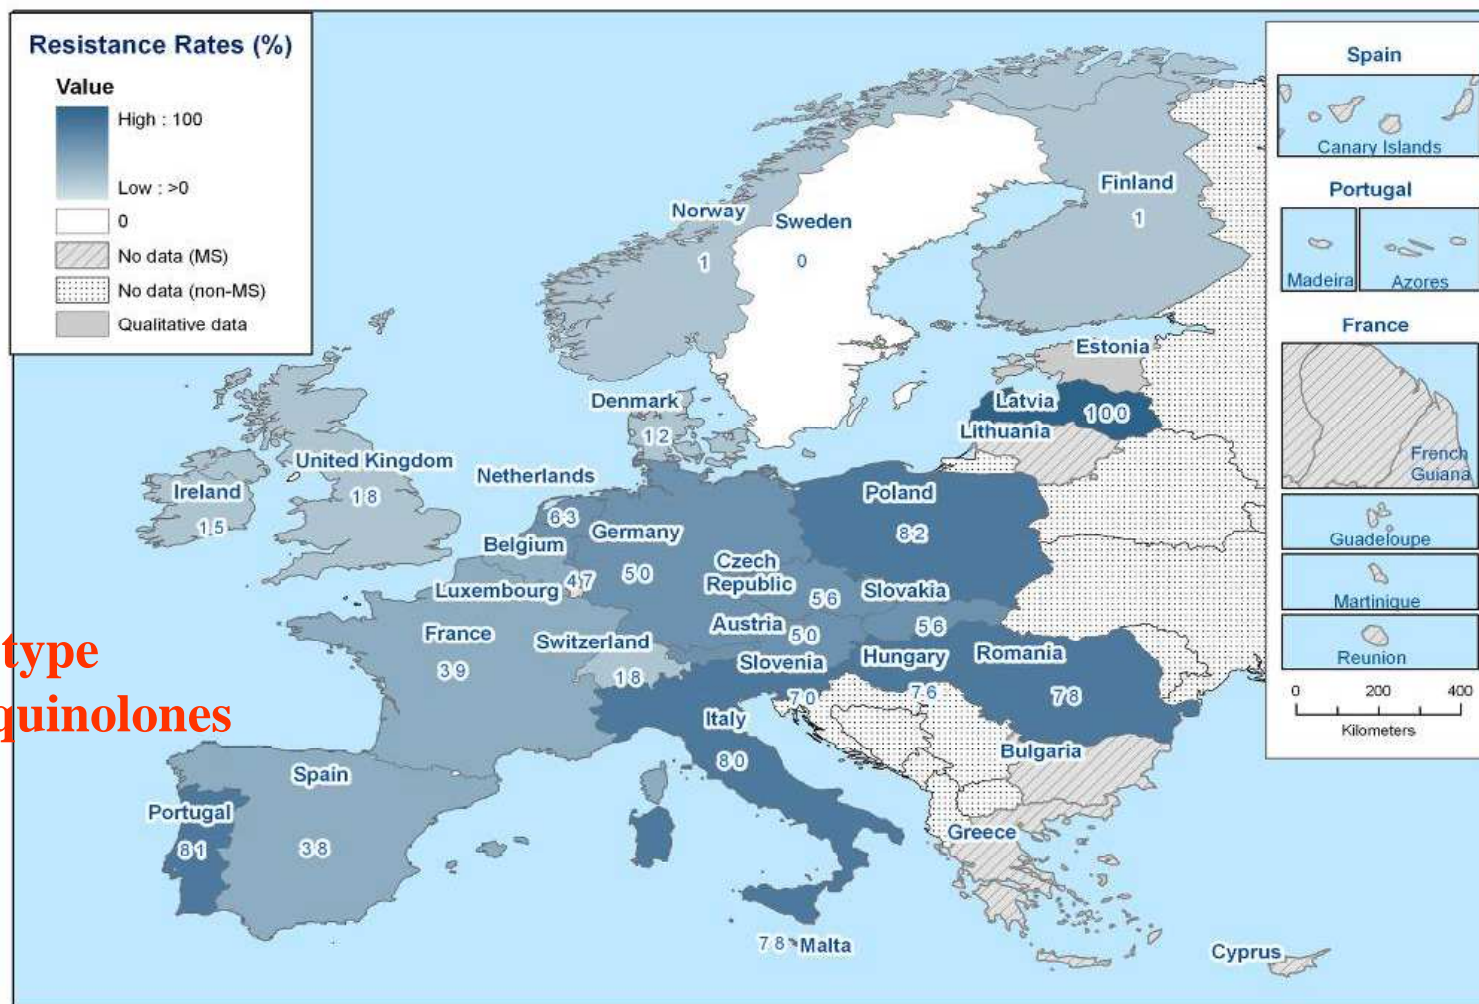 Resistance Rates (%)
Value
High : 100
Low : >0
0
No data (MS)
No data (non-MS)
Qualitative data
Norway
1
Sweden
0
Finland
1
Estonia
Latvia
100
Lithuania
Denmark
12
United Kingdom
18
Ireland
15
Netherlands
63
Belgium
47
Luxembourg
Germany
50
Poland
82
Czech
Republic
56
Slovakia
56
Austria
50
France
39
Switzerland
18
Slovenia
70
Hungary
76
Romania
78
type
quinolones
Italy
80
Bulgaria
Spain
38
Portugal
81
Greece
78
Malta
Cyprus
Spain
Canary Islands
Portugal
Madeira
Azores
France
French
Guiana
Guadeloupe
Martinique
Reunion
0 200 400
Kilometers